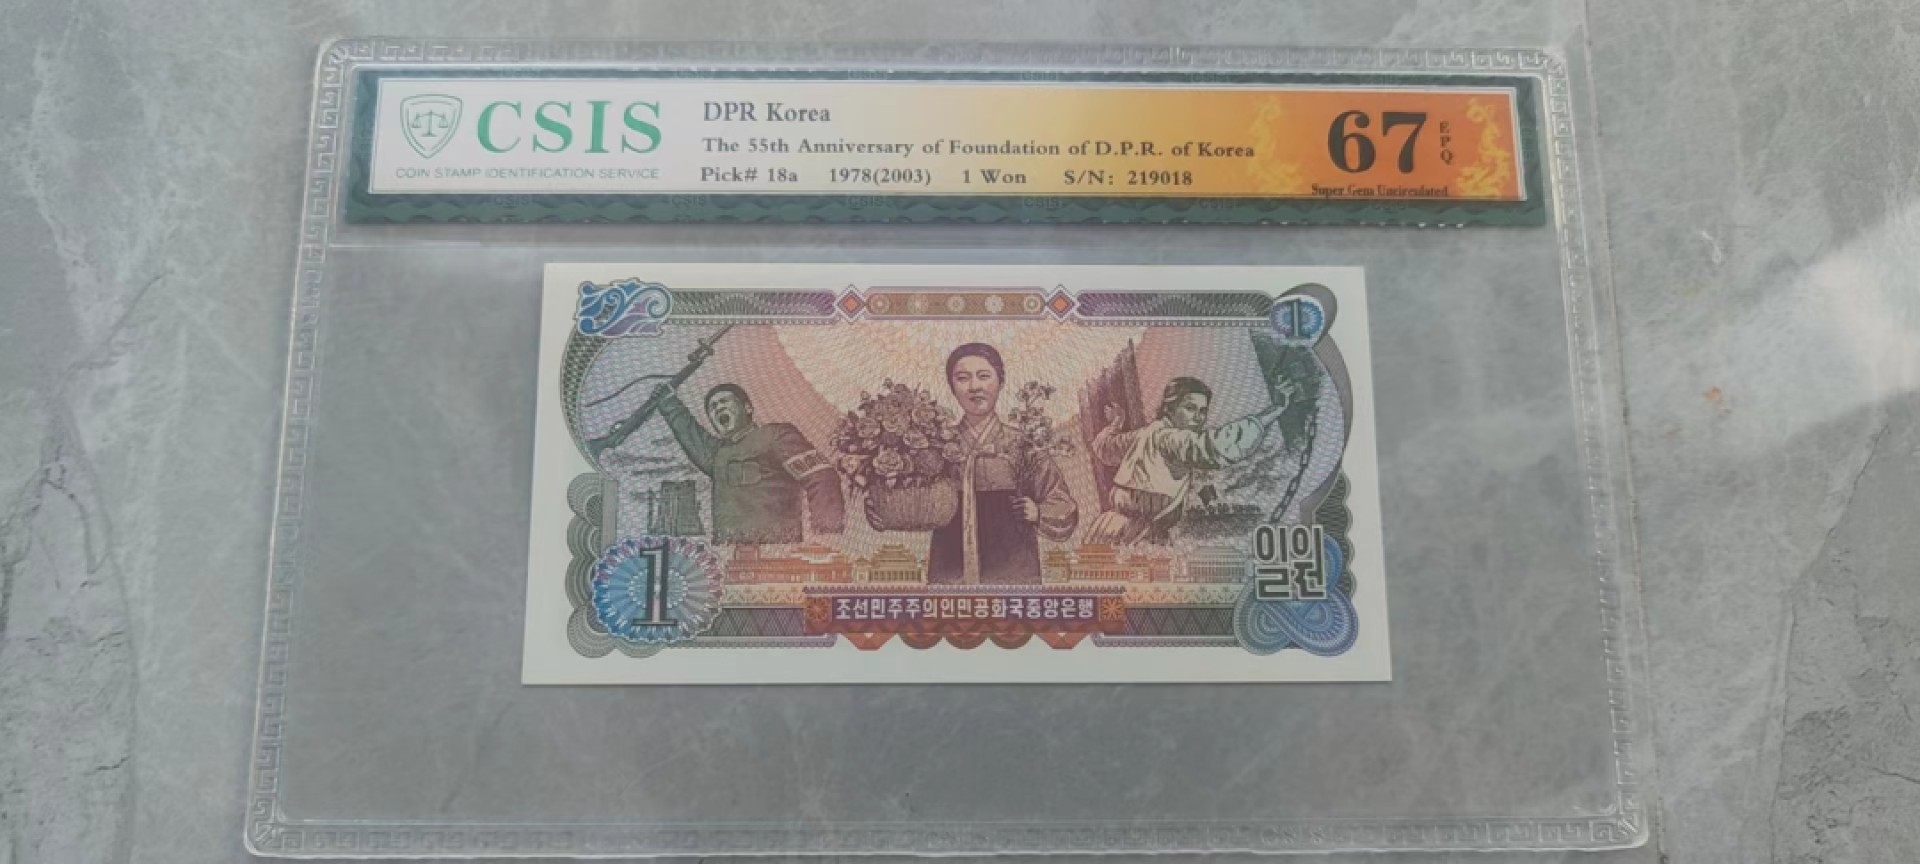 CSIS
COIN STAMP IDENTIFICATION SERVICE
DPR Korea
The 55th Anniversary of Foundation of D.P.R. of Korea
Pick# 18a 1978(2003) 1 Won S/N: 219018
67 EPQ
Super Gem Uncirculated
1
1
일원
조선민주주의인민공화국중앙은행